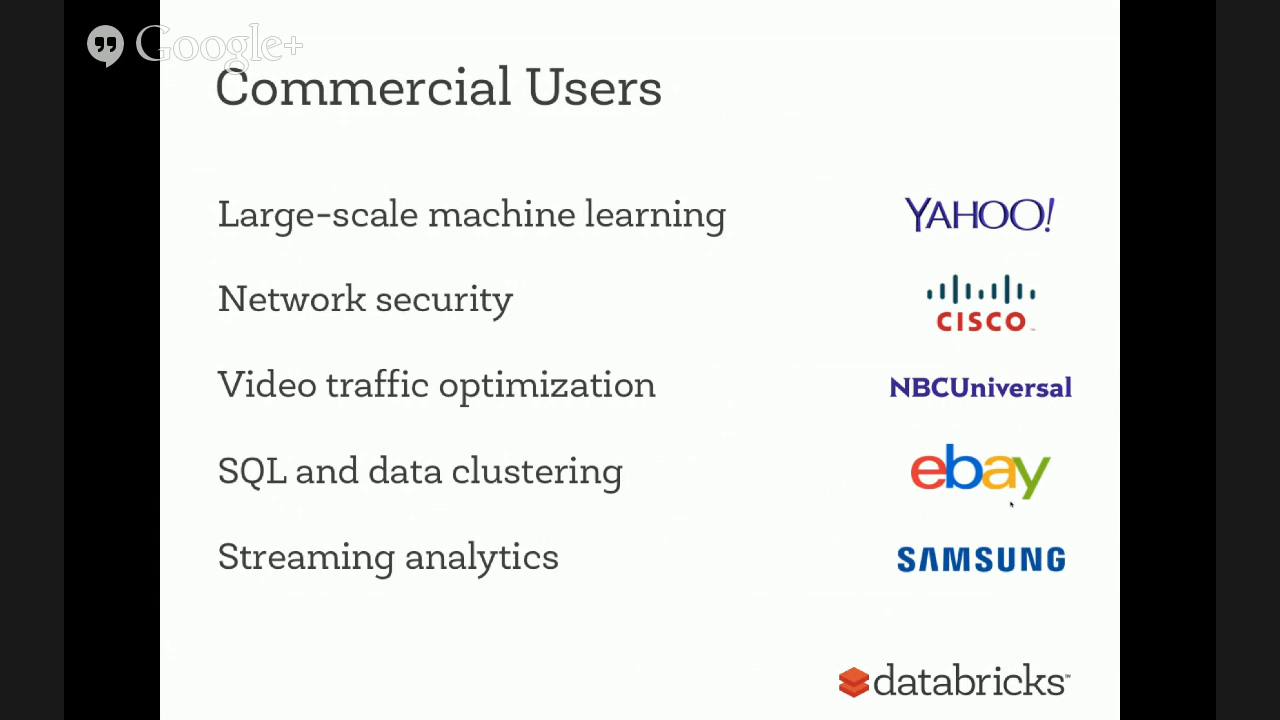 Google+
Commercial Users
Large-scale machine learning
YAHOO!
Network security
CISCO
Video traffic optimization
NBCUniversal
SQL and data clustering
ebay
Streaming analytics
SAMSUNG
databricks™